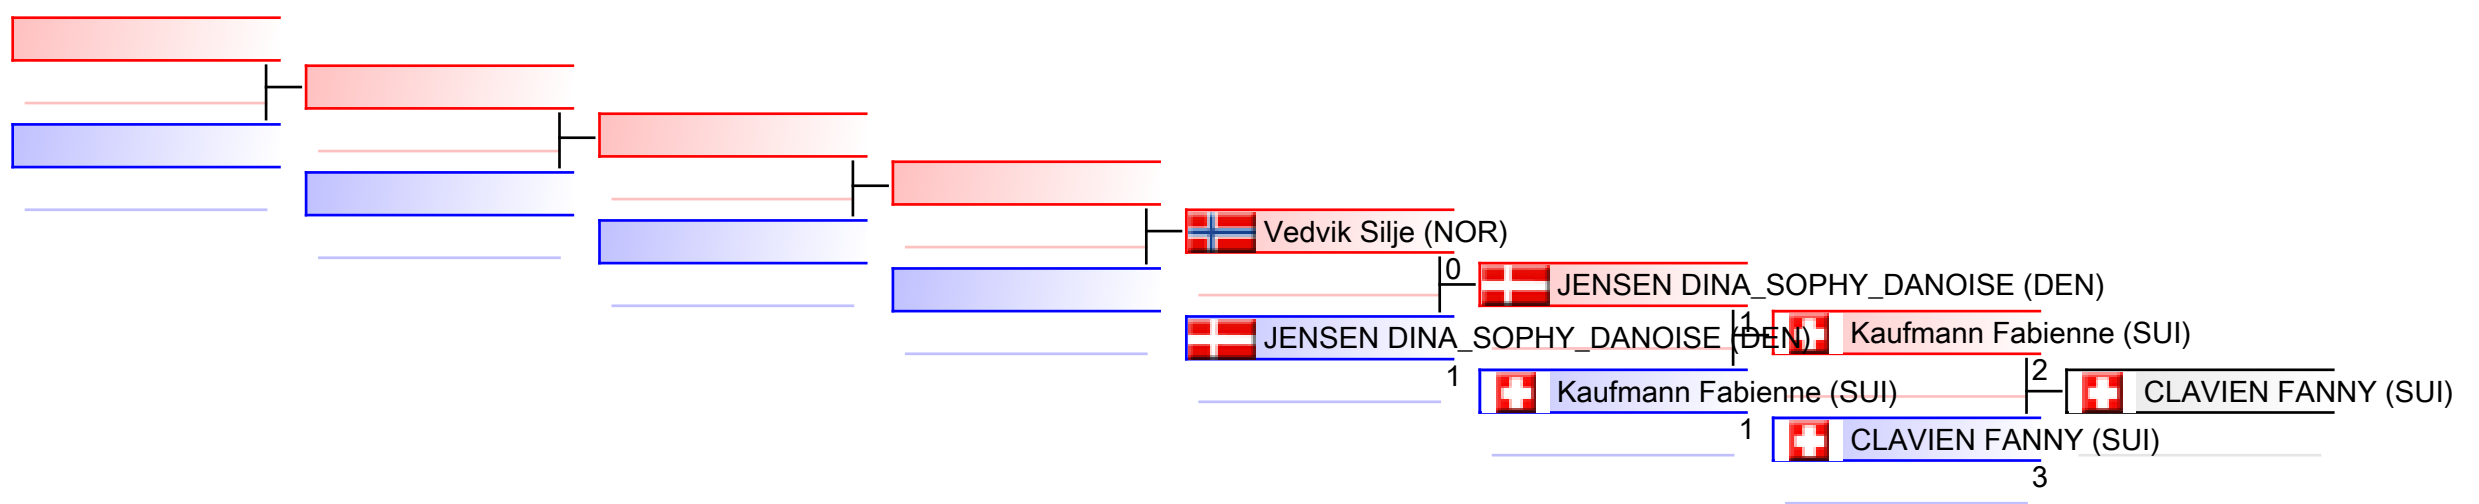 Vedvik Silje (NOR)
0
JENSEN DINA_SOPHY_DANOISE (DEN)
JENSEN DINA_SOPHY_DANOISE (DEN)
1
1
Kaufmann Fabienne (SUI)
Kaufmann Fabienne (SUI)
1
2
CLAVIEN FANNY (SUI)
CLAVIEN FANNY (SUI)
3